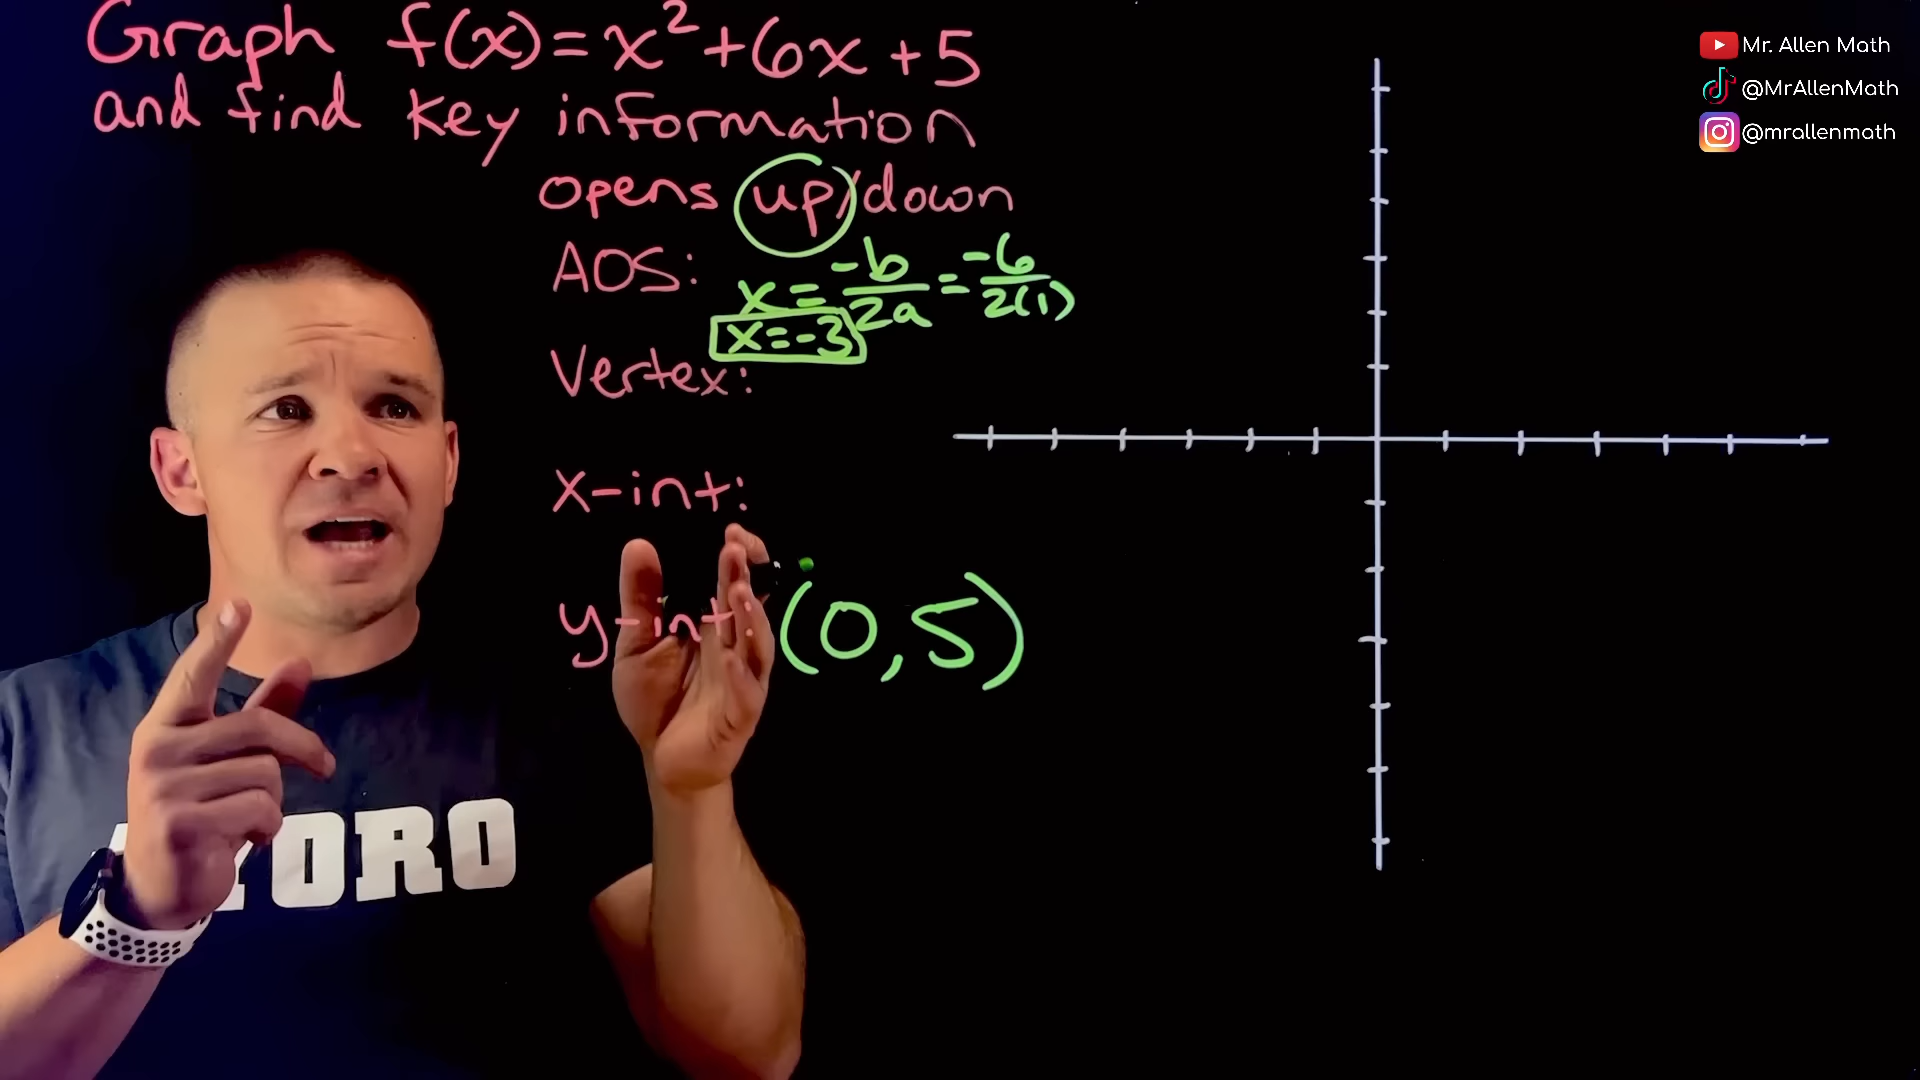 Graph f(x)=x²+6x+5
and find key information
opens up/down
AOS: x = -b/2a = -6/2(1)
x=-3
Vertex:
x-int:
y-int: (0,5)
YORO
Mr. Allen Math
@MrAllenMath
@mrallenmath